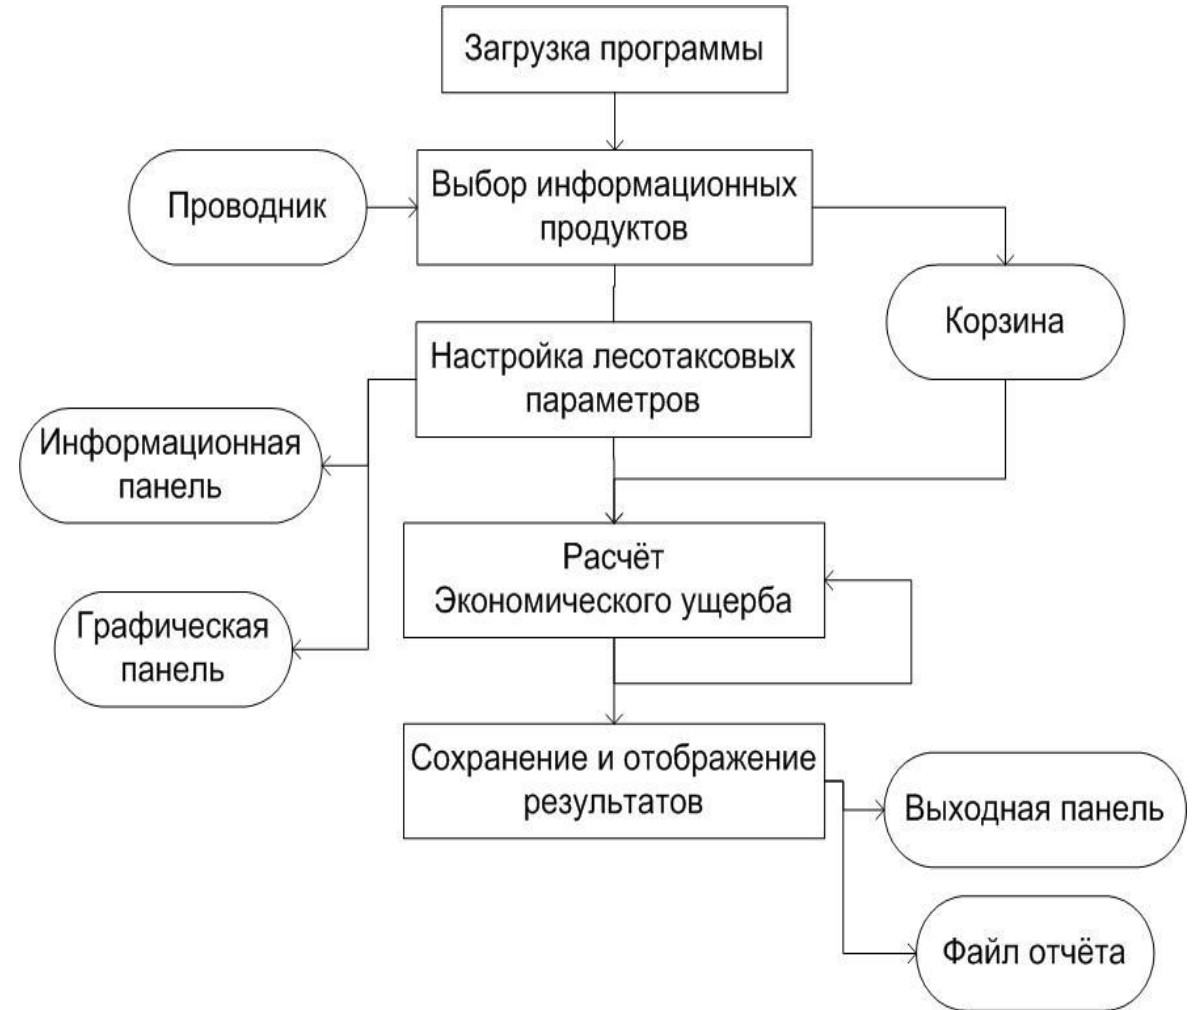 Загрузка программы
Проводник
Выбор информационных
продуктов
Корзина
Настройка лесотаксовых
параметров
Информационная
панель
Расчёт
Экономического ущерба
Графическая
панель
Сохранение и отображение
результатов
Выходная панель
Файл отчёта